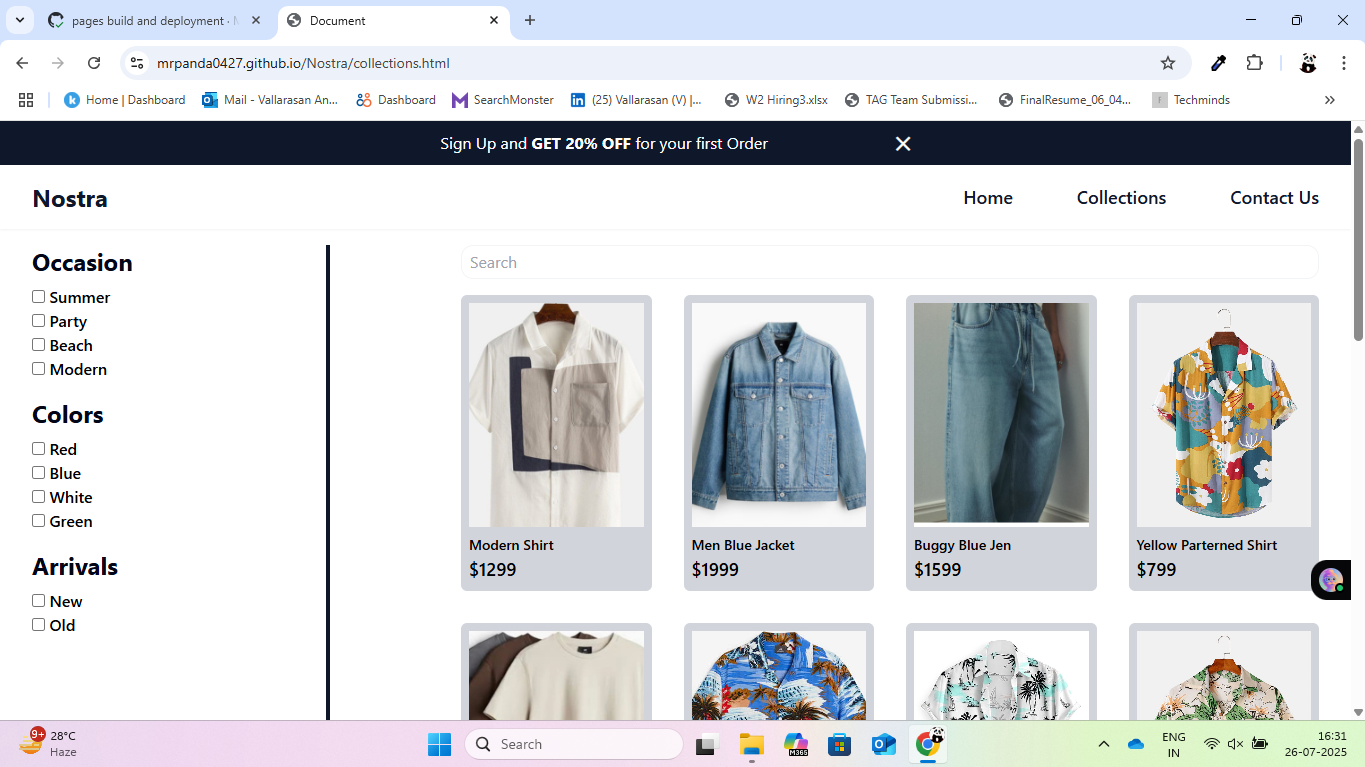 pages build and deployment ·
Document
mrpanda0427.github.io/Nostra/collections.html
Home | Dashboard
Mail - Vallarasan An...
Dashboard
SearchMonster
(25) Vallarasan (V) |...
W2 Hiring3.xlsx
TAG Team Submissi...
FinalResume_06_04...
Techminds
Sign Up and GET 20% OFF for your first Order
Nostra
Home
Collections
Contact Us
Occasion
Summer
Party
Beach
Modern
Colors
Red
Blue
White
Green
Arrivals
New
Old
Search
Modern Shirt
$1299
Men Blue Jacket
$1999
Buggy Blue Jen
$1599
Yellow Parterned Shirt
$799
9+
28°C
Haze
Search
M365
ENG
IN
16:31
26-07-2025